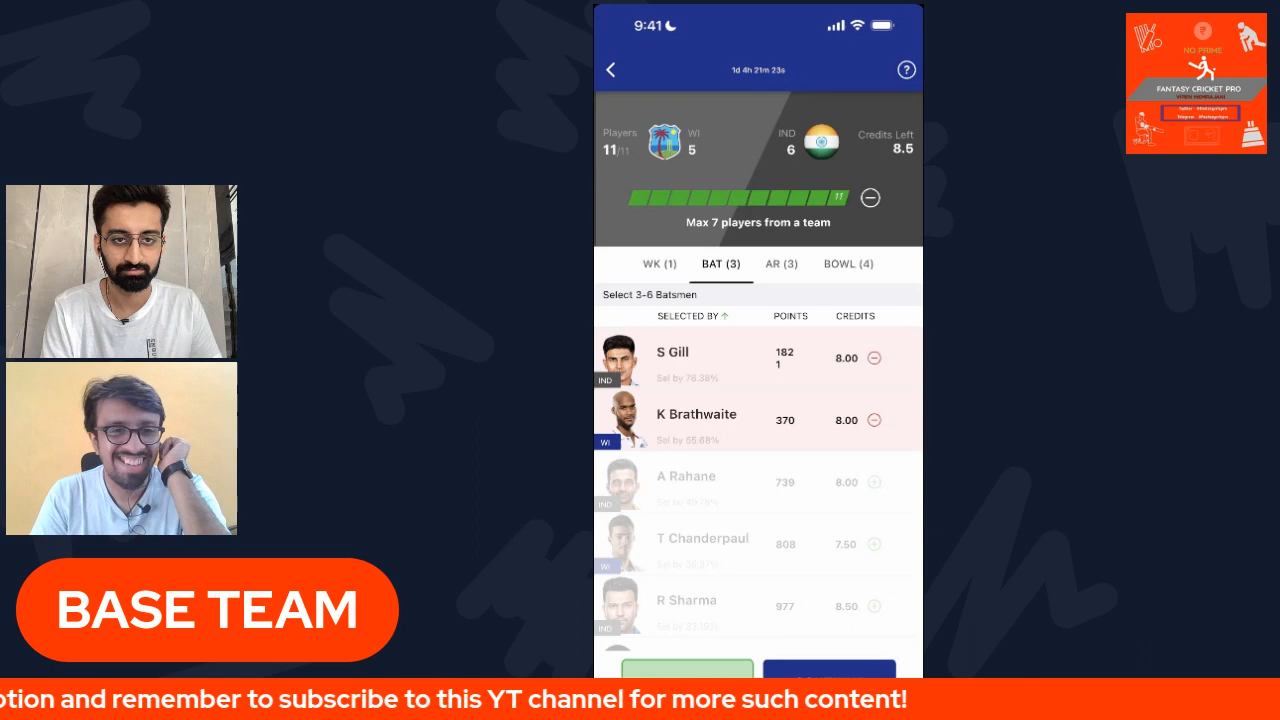 9:41
1d 4h 21m 23s
?
Players
11/11
WI
5
IND
6
Credits Left
8.5
11
Max 7 players from a team
WK (1)
BAT (3)
AR (3)
BOWL (4)
Select 3-6 Batsmen
SELECTED BY
POINTS
CREDITS
S Gill
182
1
8.00
IND
Sel by 76.38%
K Brathwaite
370
8.00
WI
Sel by 55.68%
A Rahane
739
8.00
IND
T Chanderpaul
808
7.50
WI
R Sharma
977
8.50
IND
NO PRIME
FANTASY CRICKET PRO
VIREN HEMRAJANI
BASE TEAM
ption and remember to subscribe to this YT channel for more such content!